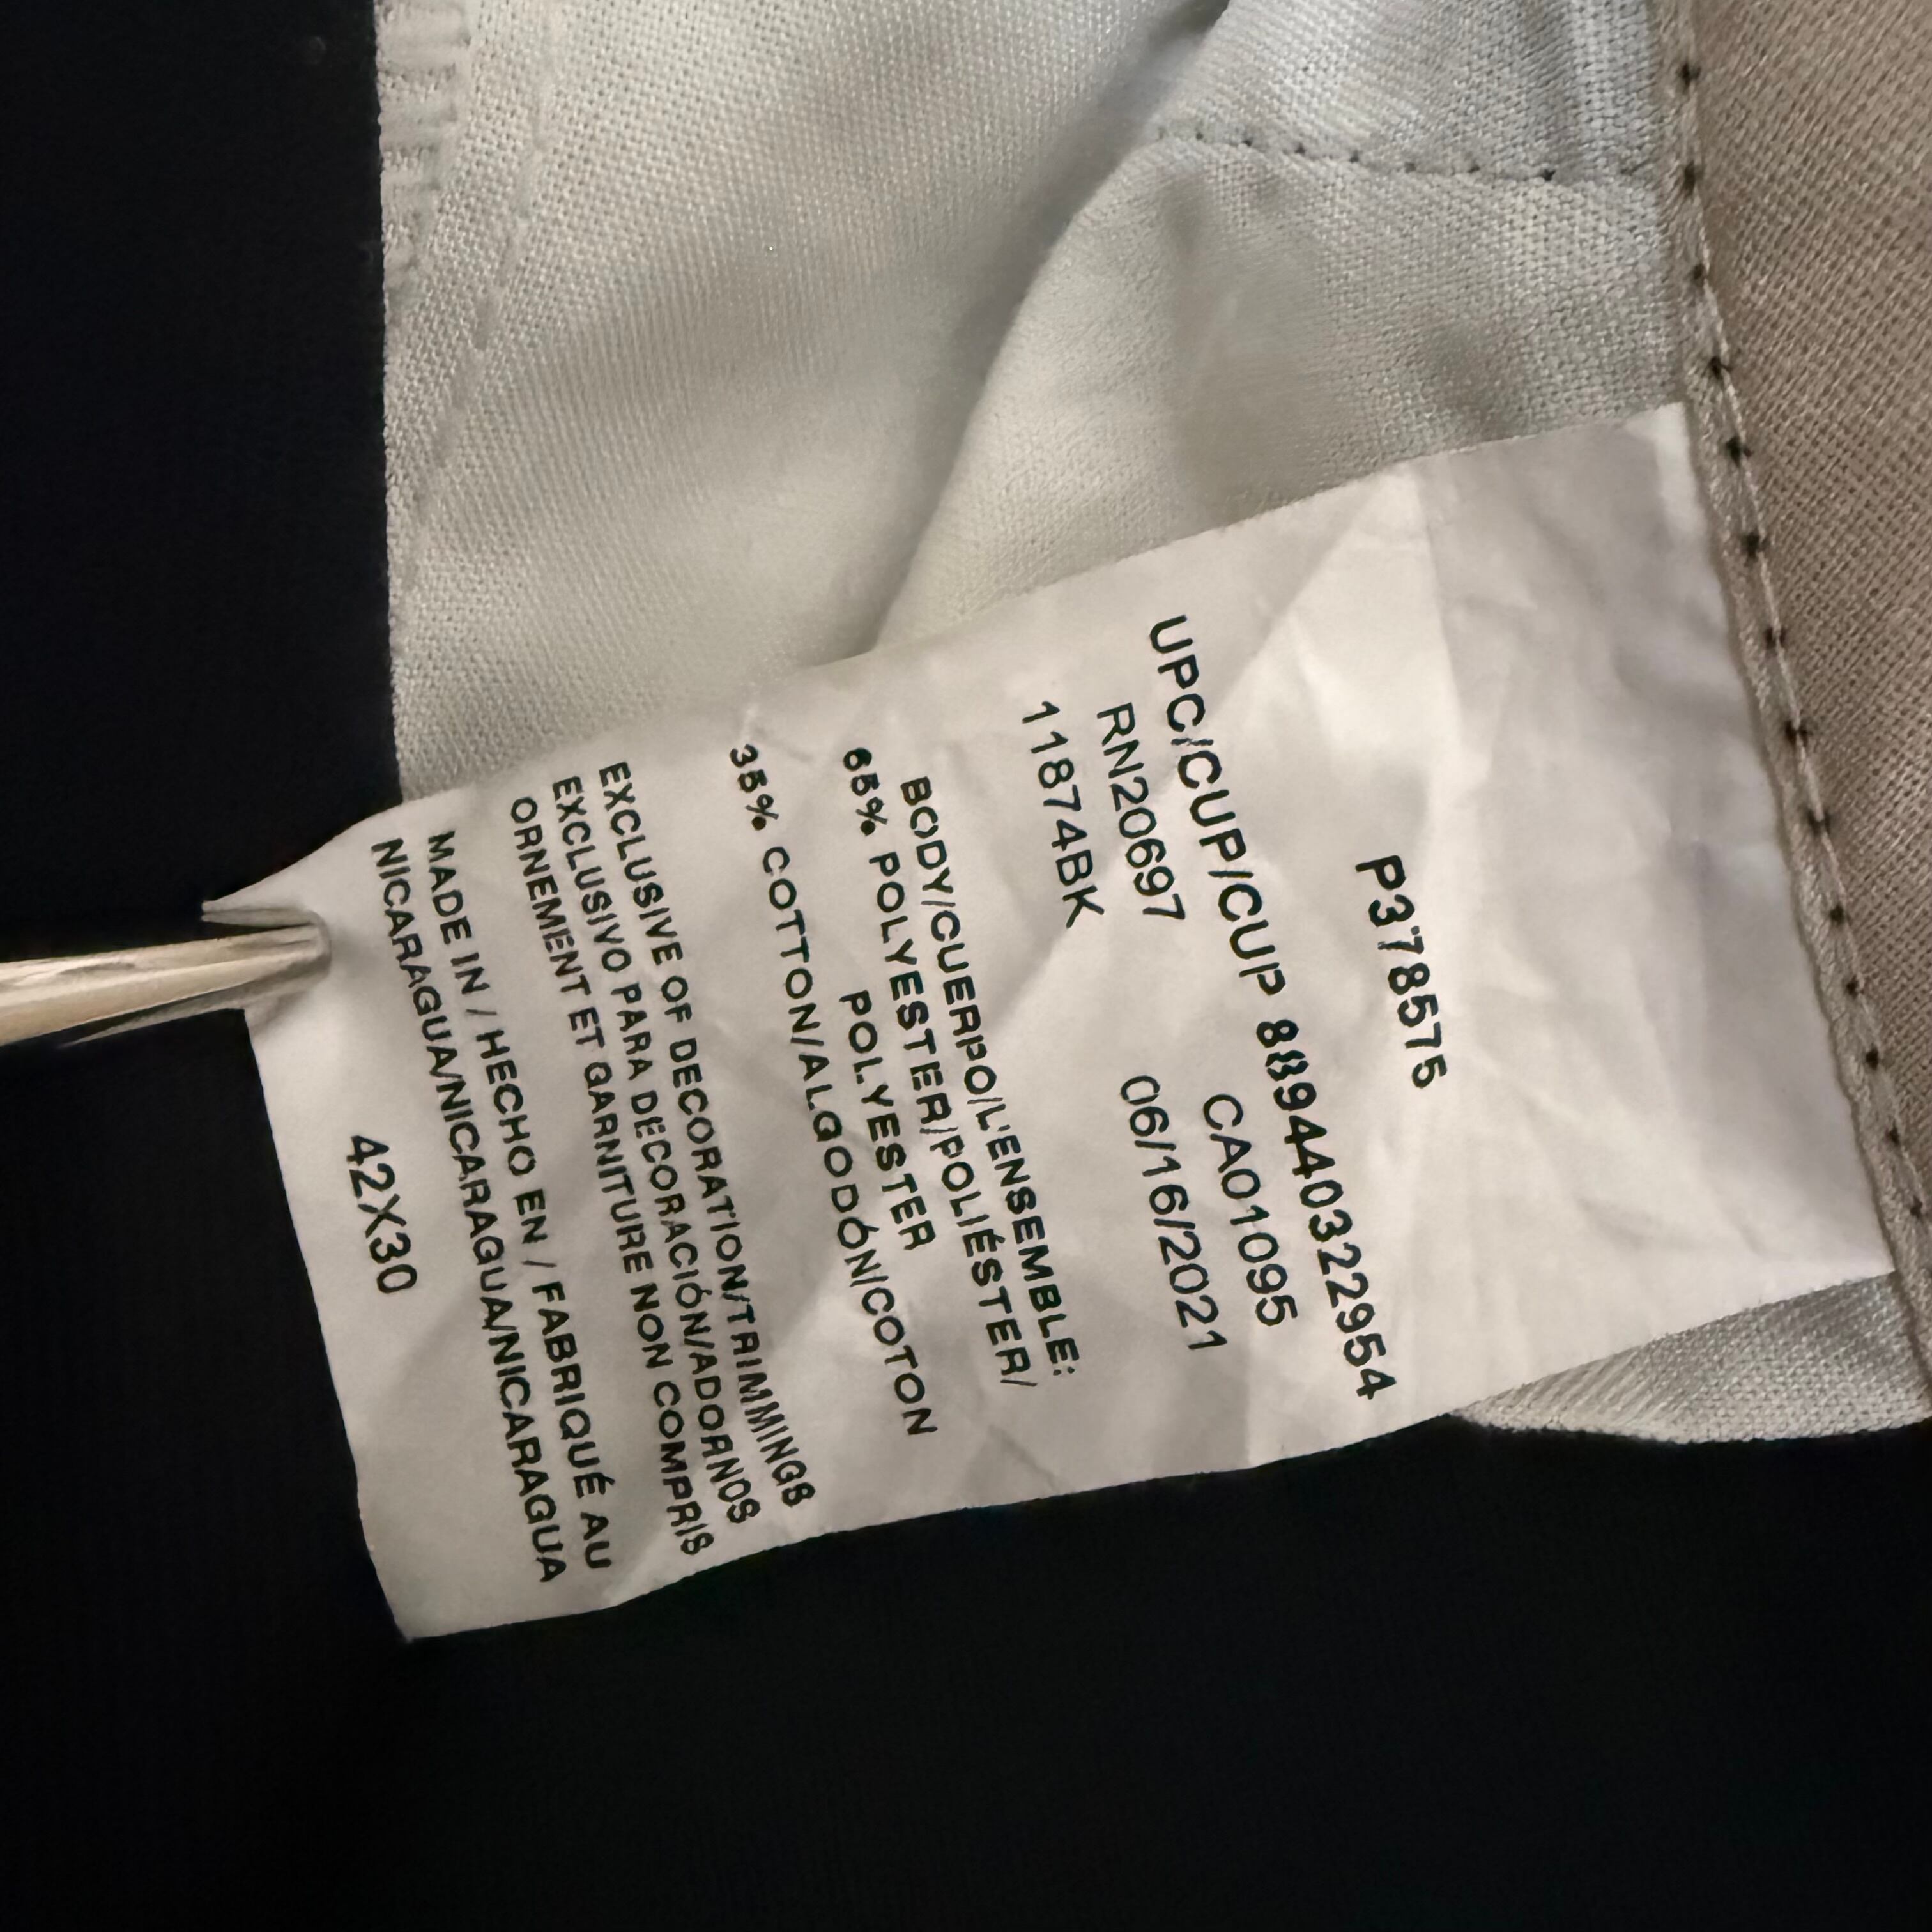 P378575
UPC/CUP/CUP 889440322954
RN20697 CA01095
11874BK 06/16/2021
BODY/CUERPO/L'ENSEMBLE:
65% POLYESTER/POLIÉSTER/
POLYESTER
35% COTTON/ALGODÓN/COTON
EXCLUSIVE OF DECORATION/TRIMMINGS
EXCLUSIVO PARA DECORACIÓN/ADORNOS
ORNEMENT ET GARNITURE NON COMPRIS
MADE IN / HECHO EN / FABRIQUÉ AU
NICARAGUA/NICARAGUA/NICARAGUA
42X30